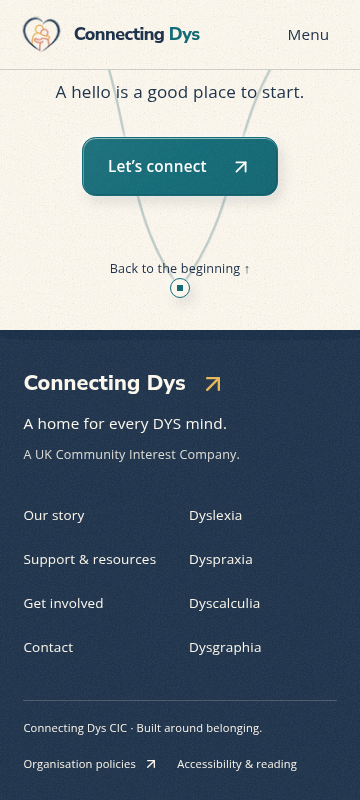 Connecting Dys
Menu
A hello is a good place to start.
Let’s connect
Back to the beginning ↑
Connecting Dys
A home for every DYS mind.
A UK Community Interest Company.
Our story
Dyslexia
Support & resources
Dyspraxia
Get involved
Dyscalculia
Contact
Dysgraphia
Connecting Dys CIC · Built around belonging.
Organisation policies
Accessibility & reading